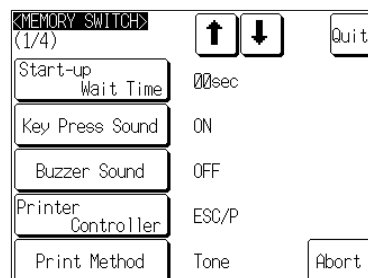 <MEMORY SWITCH>
(1/4)
Quit
Start-up
Wait Time
00sec
Key Press Sound
ON
Buzzer Sound
OFF
Printer
Controller
ESC/P
Print Method
Tone
Abort